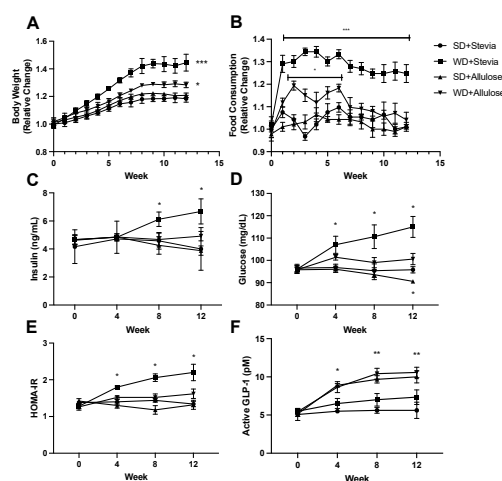 A
Body Weight
(Relative Change)
1.4
1.2
1.0
0
5
10
15
Week
***
*
B
Food Consumption
(Relative Change)
1.4
1.3
1.2
1.1
1.0
0.9
0
5
10
15
Week
SD+Stevia
WD+Stevia
SD+Allulose
WD+Allulose
C
Insulin (ng/mL)
8
6
4
2
0
0
4
8
12
Week
*
*
D
Glucose (mg/dL)
120
110
100
90
80
0
4
8
12
Week
*
*
*
*
E
HOMA-IR
3
2
1
0
0
4
8
12
Week
*
*
*
F
Active GLP-1 (pM)
15
10
5
0
0
4
8
12
Week
*
**
**